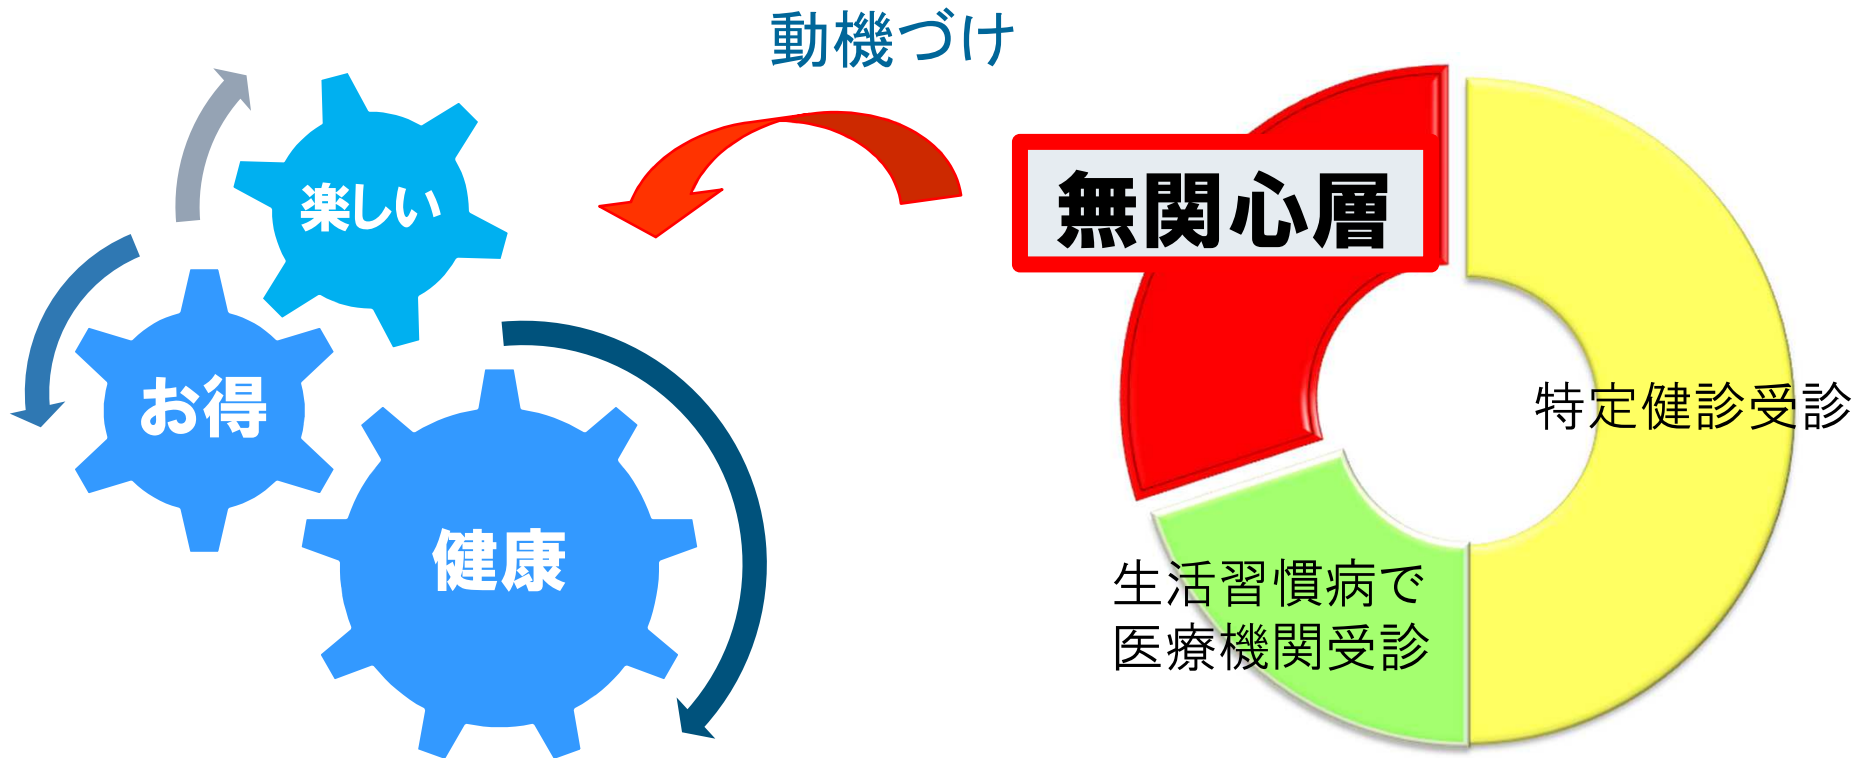 動機づけ
楽しい
お得
健康
無関心層
特定健診受診
生活習慣病で
医療機関受診